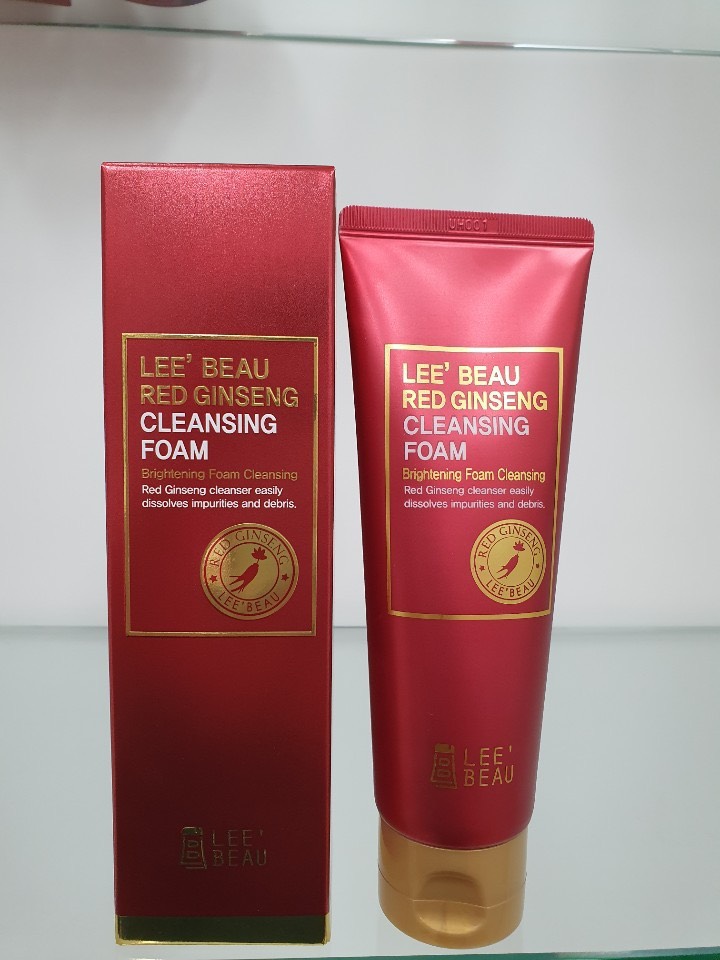 LEE' BEAU
RED GINSENG
CLEANSING
FOAM
Brightening Foam Cleansing
Red Ginseng cleanser easily
dissolves impurities and debris.
RED GINSENG
LEE'BEAU
LEE'
BEAU
UHC01
LEE' BEAU
RED GINSENG
CLEANSING
FOAM
Brightening Foam Cleansing
Red Ginseng cleanser easily
dissolves impurities and debris.
RED GINSENG
LEE'BEAU
LEE'
BEAU